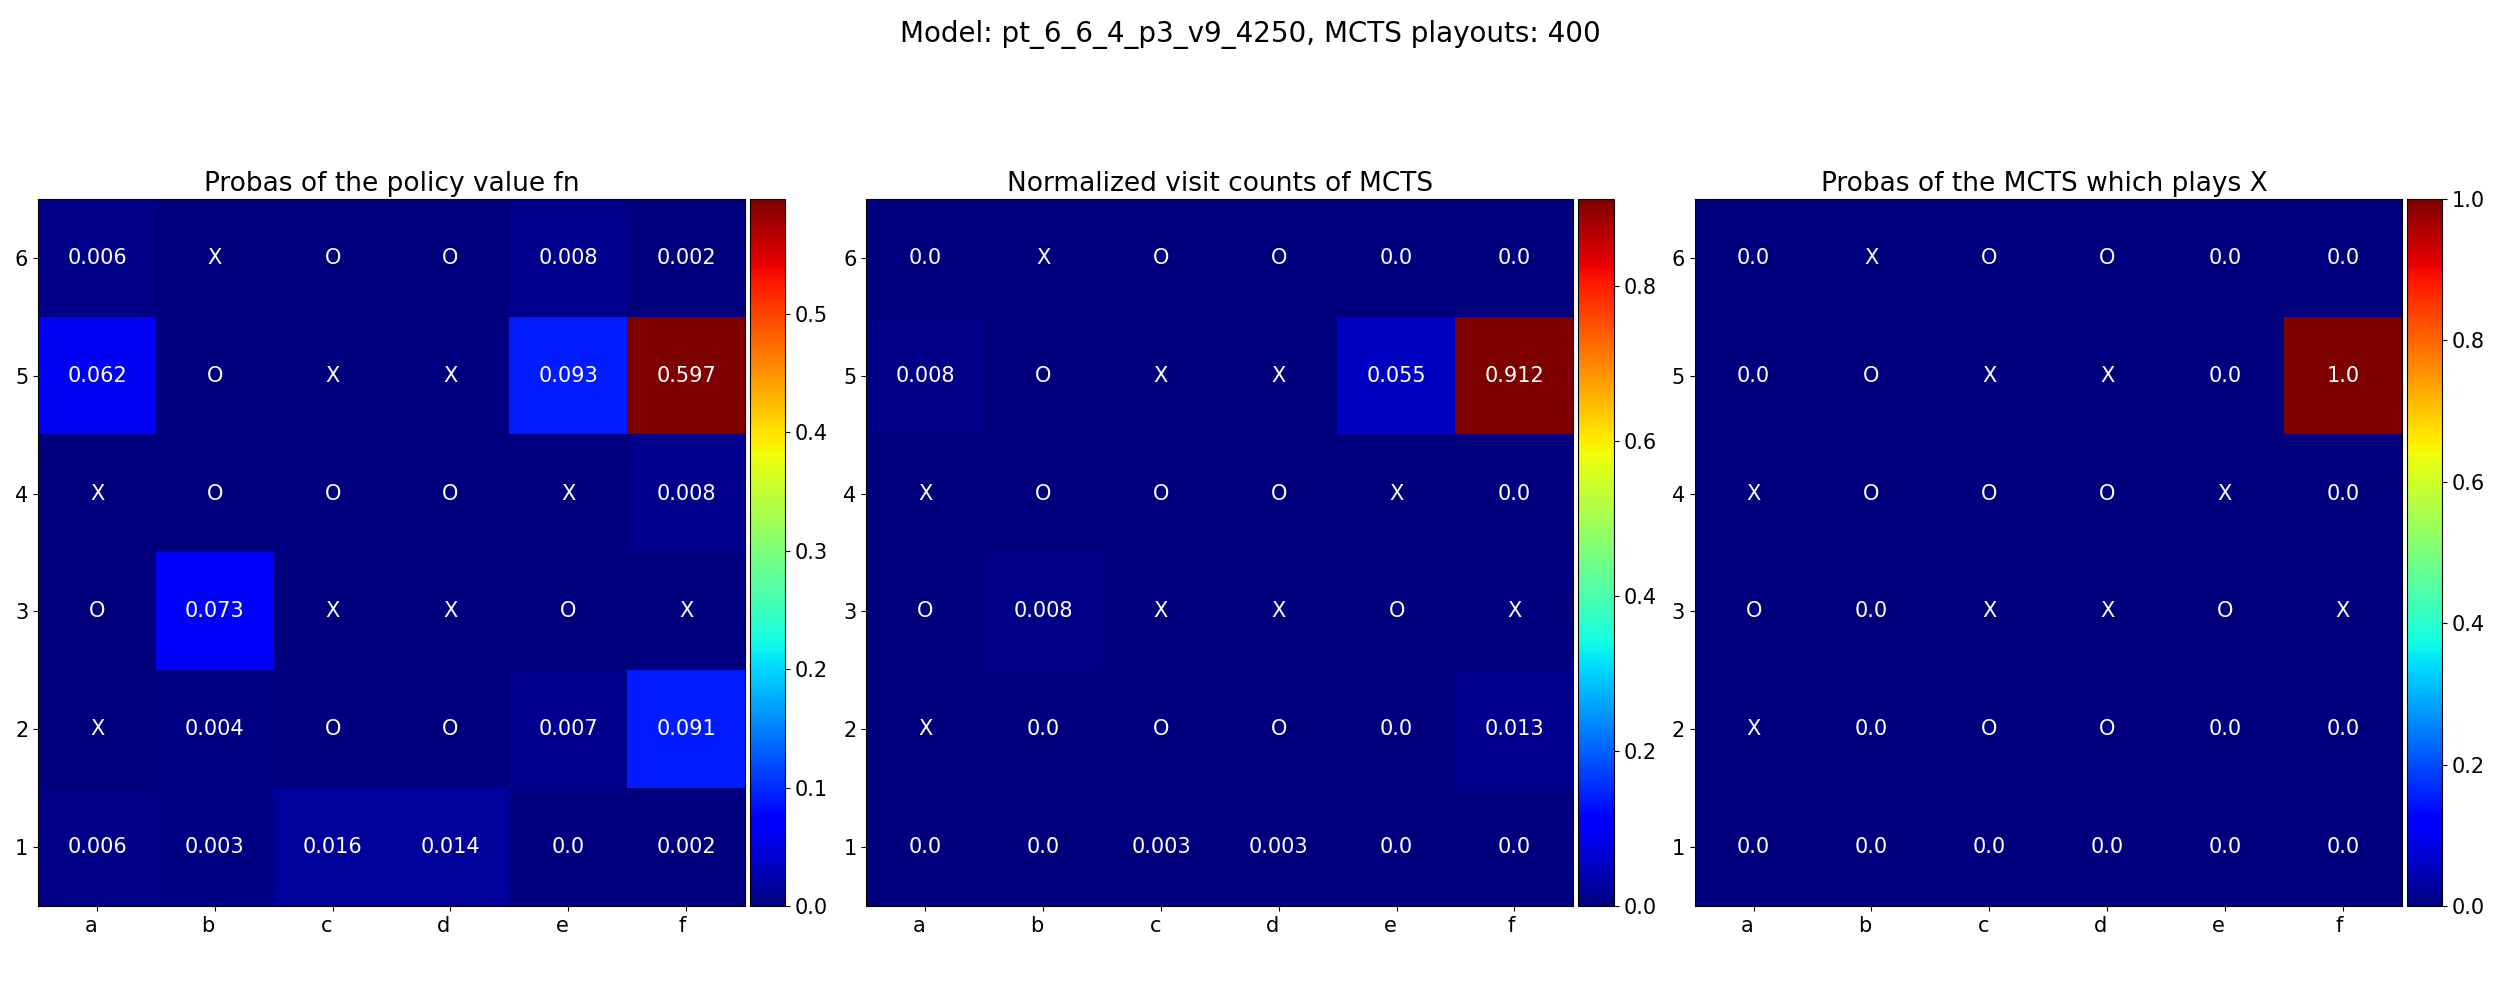 Model: pt_6_6_4_p3_v9_4250, MCTS playouts: 400
Probas of the policy value fn
6 0.006 X O O 0.008 0.002
5 0.062 O X X 0.093 0.597
4 X O O O X 0.008
3 O 0.073 X X O X
2 X 0.004 O O 0.007 0.091
1 0.006 0.003 0.016 0.014 0.0 0.002
a b c d e f
0.5
0.4
0.3
0.2
0.1
0.0
Normalized visit counts of MCTS
6 0.0 X O O 0.0 0.0
5 0.008 O X X 0.055 0.912
4 X O O O X 0.0
3 O 0.008 X X O X
2 X 0.0 O O 0.0 0.013
1 0.0 0.0 0.003 0.003 0.0 0.0
a b c d e f
0.8
0.6
0.4
0.2
0.0
Probas of the MCTS which plays X
6 0.0 X O O 0.0 0.0
5 0.0 O X X 0.0 1.0
4 X O O O X 0.0
3 O 0.0 X X O X
2 X 0.0 O O 0.0 0.0
1 0.0 0.0 0.0 0.0 0.0 0.0
a b c d e f
1.0
0.8
0.6
0.4
0.2
0.0